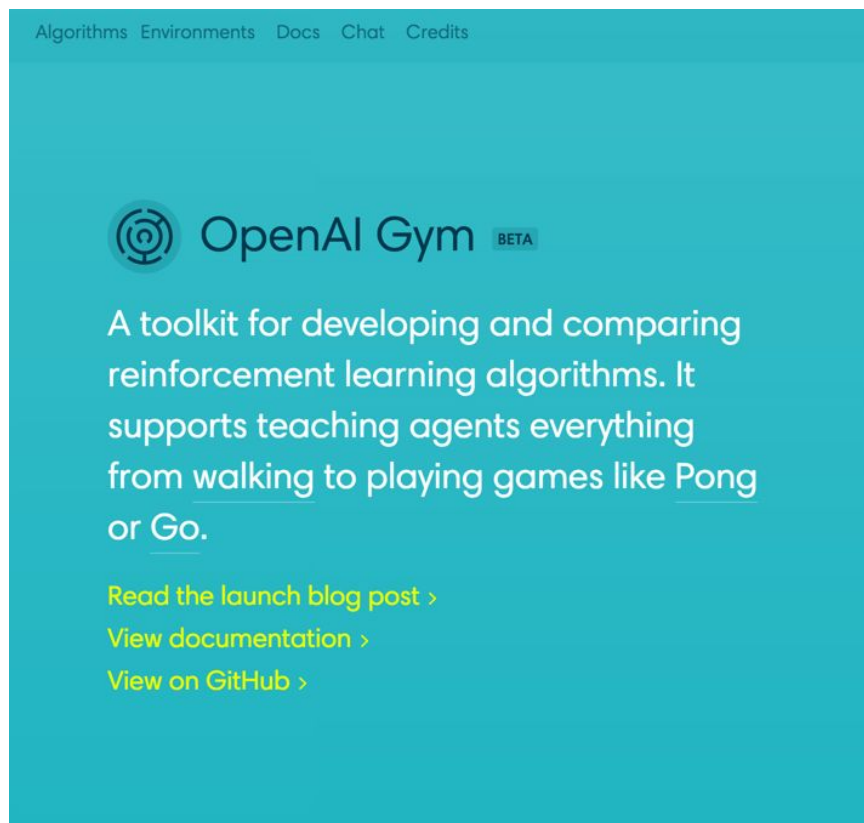 Algorithms Environments Docs Chat Credits
OpenAI Gym BETA
A toolkit for developing and comparing
reinforcement learning algorithms. It
supports teaching agents everything
from walking to playing games like Pong
or Go.
Read the launch blog post >
View documentation >
View on GitHub >